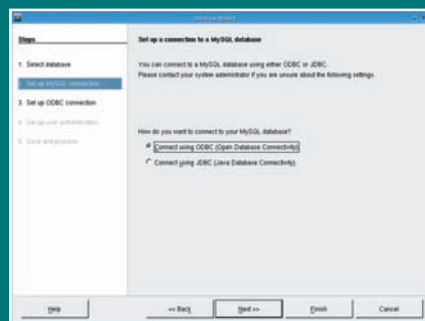 Database Wizard
Steps
1. Select database
2. Set up MySQL connection
3. Set up ODBC connection
4. Set up user authentication
5. Save and proceed
Set up a connection to a MySQL database
You can connect to a MySQL database using either ODBC or JDBC.
Please contact your system administrator if you are unsure about the following settings.
How do you want to connect to your MySQL database?
Connect using ODBC (Open Database Connectivity)
Connect using JDBC (Java Database Connectivity)
Help
<< Back
Next >>
Finish
Cancel